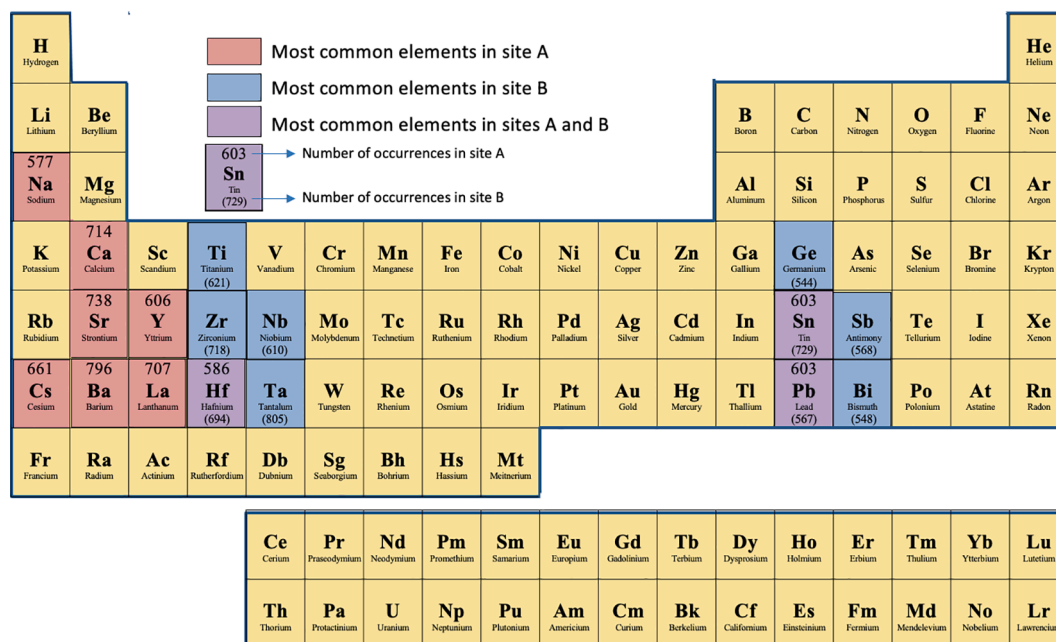 H He
Hydrogen Helium
Most common elements in site A
Most common elements in site B
Most common elements in sites A and B
603 Number of occurrences in site A
Sn
Tin
(729) Number of occurrences in site B
Li Be B C N O F Ne
Lithium Beryllium Boron Carbon Nitrogen Oxygen Fluorine Neon
577
Na Mg Al Si P S Cl Ar
Sodium Magnesium Aluminum Silicon Phosphorus Sulfur Chlorine Argon
714
K Ca Sc Ti V Cr Mn Fe Co Ni Cu Zn Ga Ge As Se Br Kr
Potassium Calcium Scandium Titanium Vanadium Chromium Manganese Iron Cobalt Nickel Copper Zinc Gallium Germanium Arsenic Selenium Bromine Krypton
(621) (544)
738 606 603
Rb Sr Y Zr Nb Mo Tc Ru Rh Pd Ag Cd In Sn Sb Te I Xe
Rubidium Strontium Yttrium Zirconium Niobium Molybdenum Technetium Ruthenium Rhodium Palladium Silver Cadmium Indium Tin Antimony Tellurium Iodine Xenon
(718) (610) (729) (568)
661 796 707 586 603
Cs Ba La Hf Ta W Re Os Ir Pt Au Hg Tl Pb Bi Po At Rn
Cesium Barium Lanthanum Hafnium Tantalum Tungsten Rhenium Osmium Iridium Platinum Gold Mercury Thallium Lead Bismuth Polonium Astatine Radon
(694) (805) (567) (548)
Fr Ra Ac Rf Db Sg Bh Hs Mt
Francium Radium Actinium Rutherfordium Dubnium Seaborgium Bohrium Hassium Meitnerium
Ce Pr Nd Pm Sm Eu Gd Tb Dy Ho Er Tm Yb Lu
Cerium Praseodymium Neodymium Promethium Samarium Europium Gadolinium Terbium Dysprosium Holmium Erbium Thulium Ytterbium Lutetium
Th Pa U Np Pu Am Cm Bk Cf Es Fm Md No Lr
Thorium Protactinium Uranium Neptunium Plutonium Americium Curium Berkelium Californium Einsteinium Fermium Mendelevium Nobelium Lawrenciu